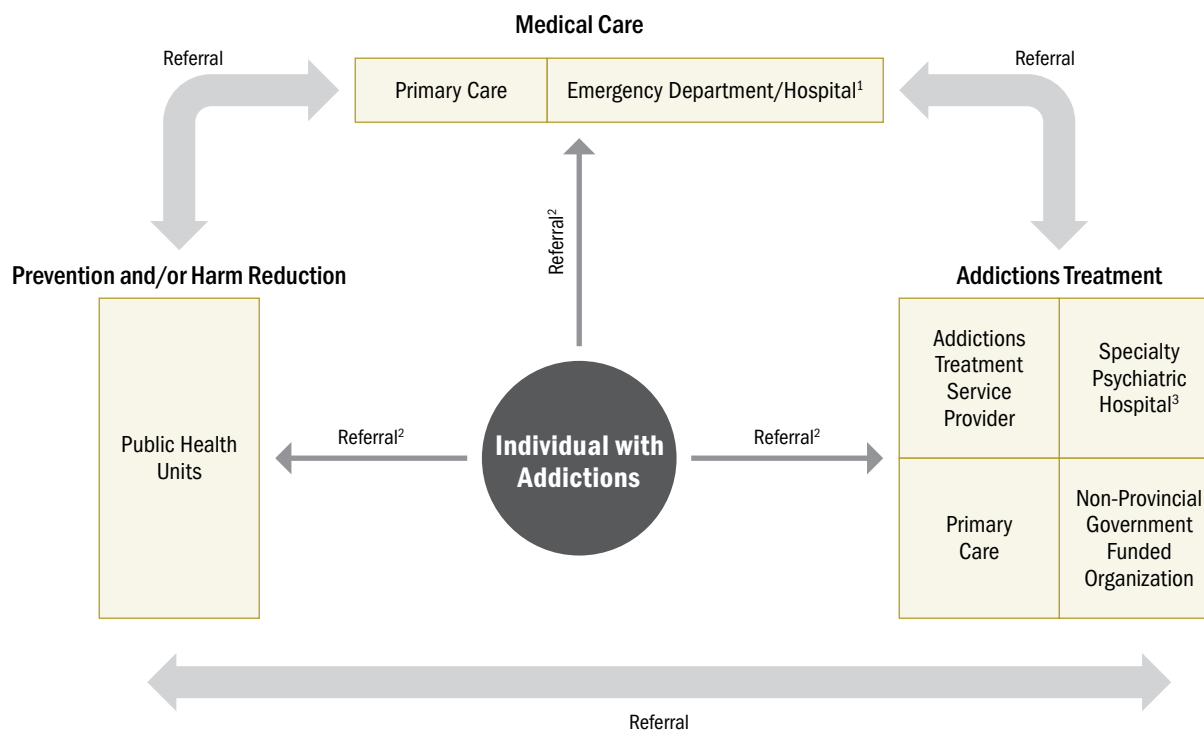 Medical Care
Referral
Referral
Primary Care
Emergency Department/Hospital¹
Referral²
Prevention and/or Harm Reduction
Addictions Treatment
Public Health
Units
Referral²
Individual with
Addictions
Referral²
Addictions
Treatment
Service
Provider
Specialty
Psychiatric
Hospital³
Primary
Care
Non-Provincial
Government
Funded
Organization
Referral